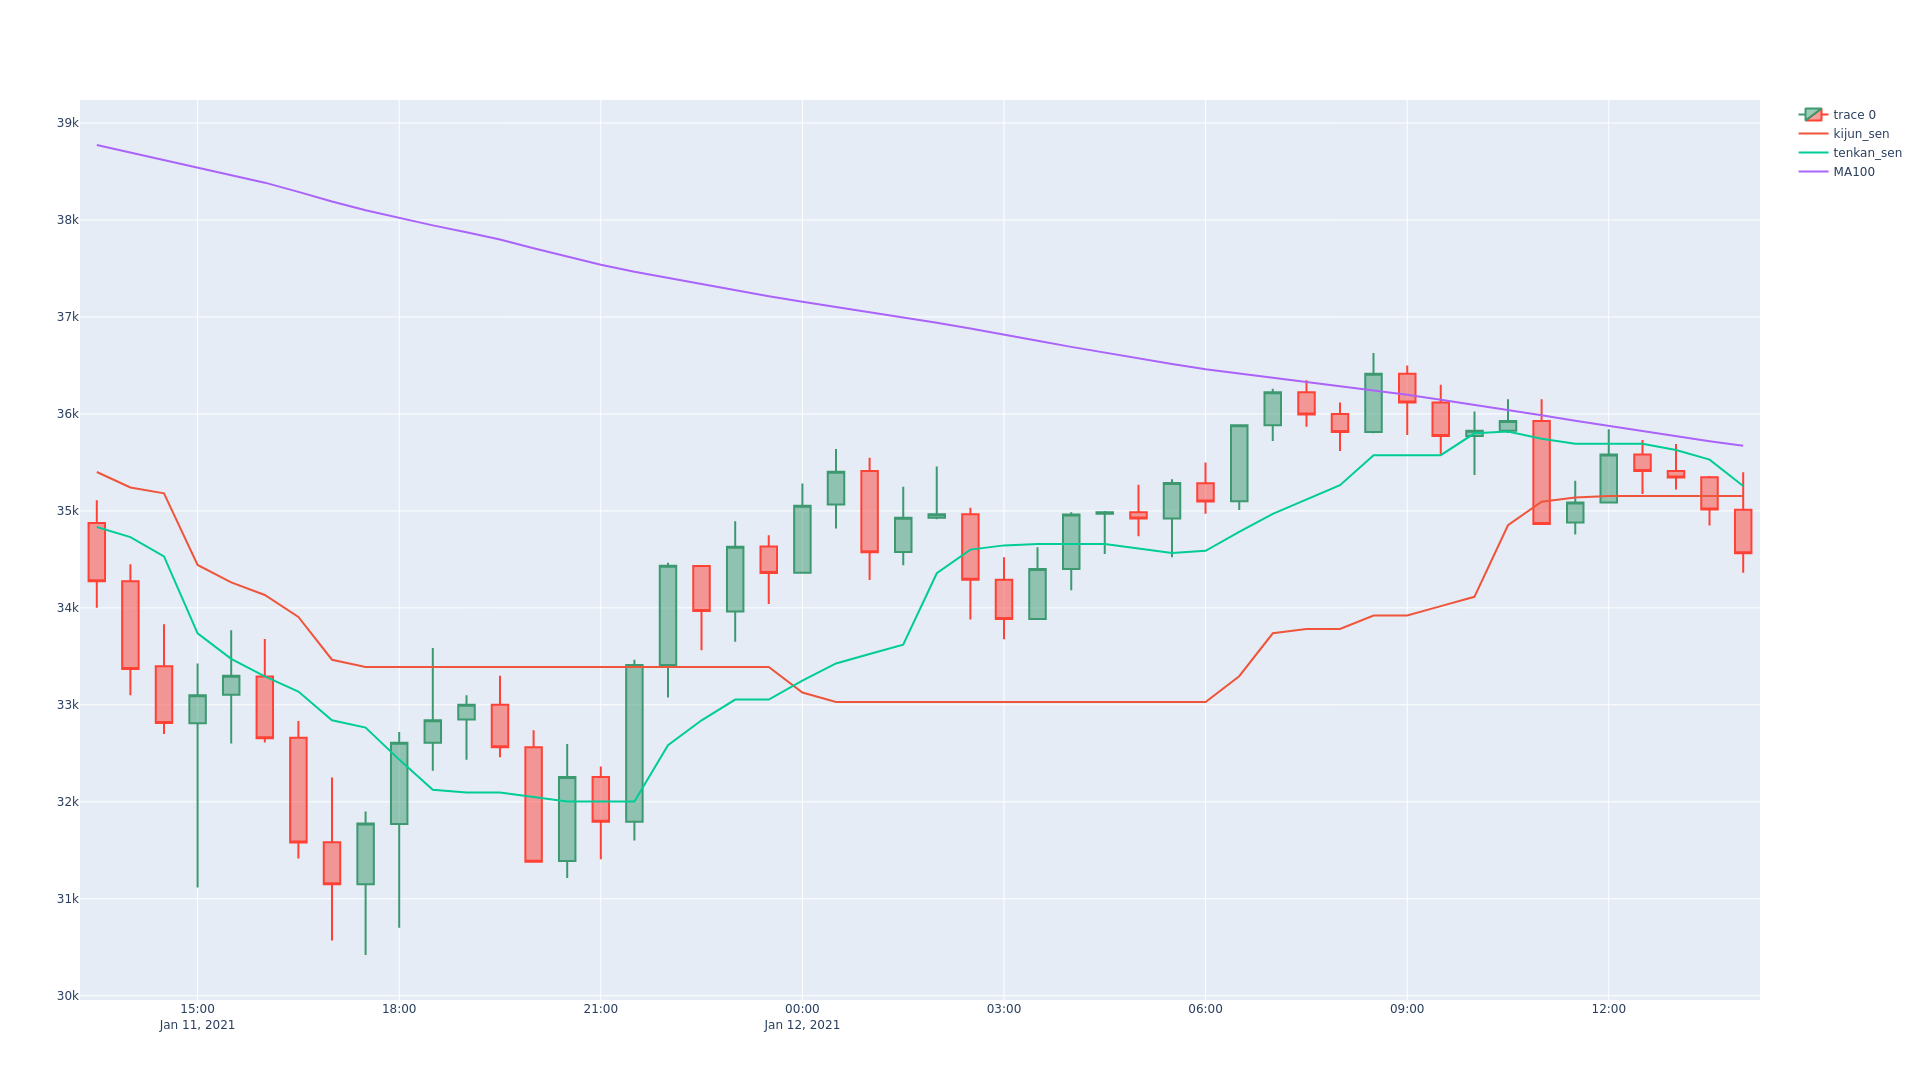 39k
38k
37k
36k
35k
34k
33k
32k
31k
30k
15:00
Jan 11, 2021
18:00
21:00
00:00
Jan 12, 2021
03:00
06:00
09:00
12:00
trace 0
kijun_sen
tenkan_sen
MA100